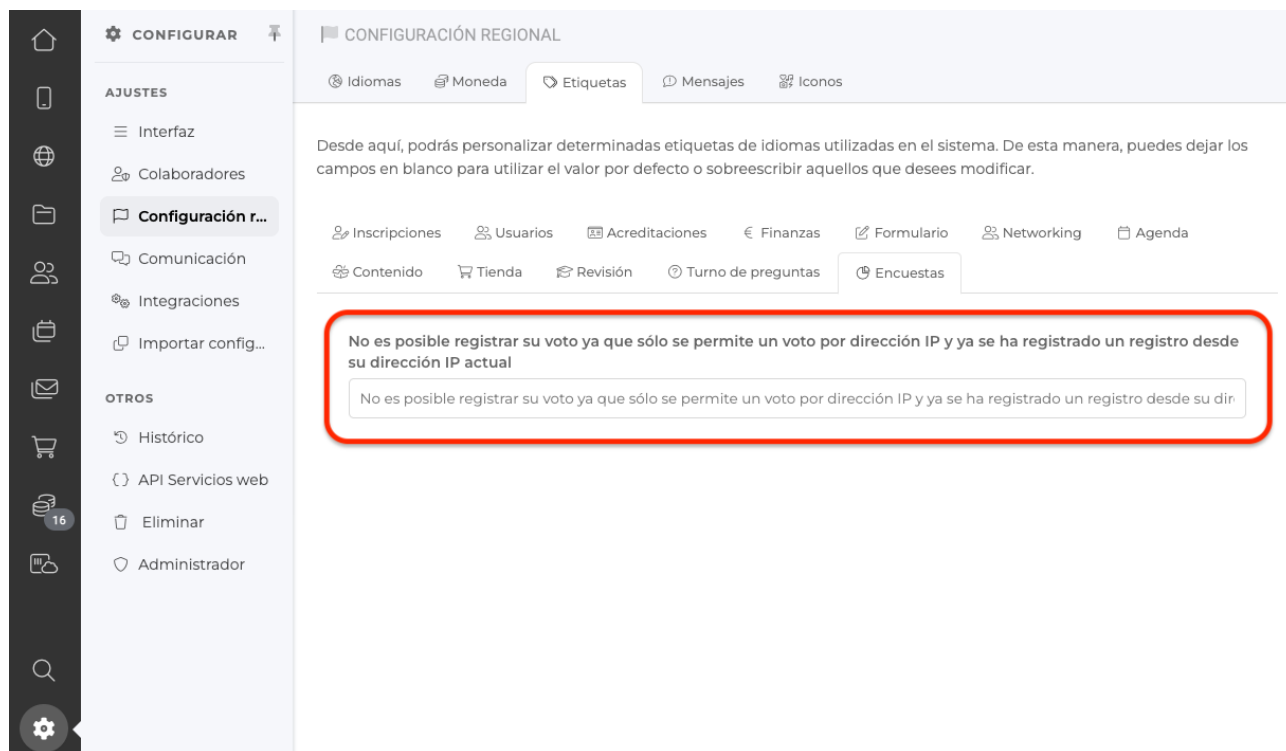 CONFIGURAR
AJUSTES
Interfaz
Colaboradores
Configuración r...
Comunicación
Integraciones
Importar config...
OTROS
Histórico
API Servicios web
Eliminar
Administrador
16
CONFIGURACIÓN REGIONAL
Idiomas Moneda Etiquetas Mensajes Iconos
Desde aquí, podrás personalizar determinadas etiquetas de idiomas utilizadas en el sistema. De esta manera, puedes dejar los
campos en blanco para utilizar el valor por defecto o sobreescribir aquellos que desees modificar.
Inscripciones Usuarios Acreditaciones € Finanzas Formulario Networking Agenda
Contenido Tienda Revisión Turno de preguntas Encuestas
No es posible registrar su voto ya que sólo se permite un voto por dirección IP y ya se ha registrado un registro desde
su dirección IP actual
No es posible registrar su voto ya que sólo se permite un voto por dirección IP y ya se ha registrado un registro desde su dir